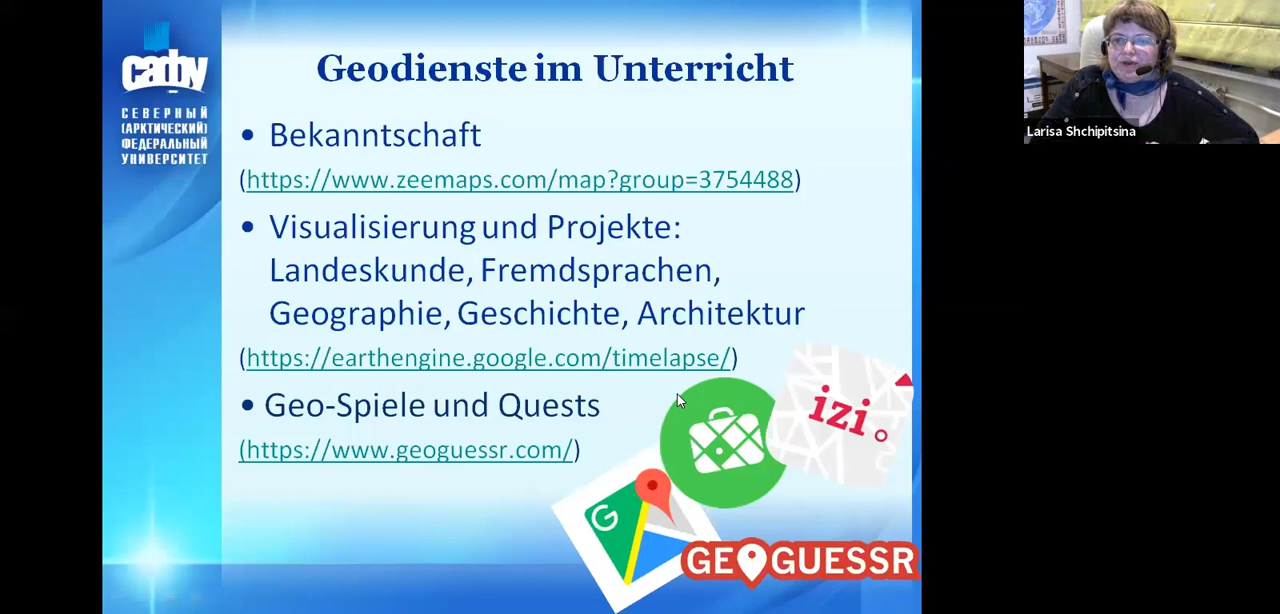 сафу
СЕВЕРНЫЙ
(АРКТИЧЕСКИЙ)
ФЕДЕРАЛЬНЫЙ
УНИВЕРСИТЕТ
Geodienste im Unterricht
• Bekanntschaft
(https://www.zeemaps.com/map?group=3754488)
• Visualisierung und Projekte:
Landeskunde, Fremdsprachen,
Geographie, Geschichte, Architektur
(https://earthengine.google.com/timelapse/)
• Geo-Spiele und Quests
(https://www.geoguessr.com/)
izi.
G
GEOGUESSR
Larisa Shchipitsina